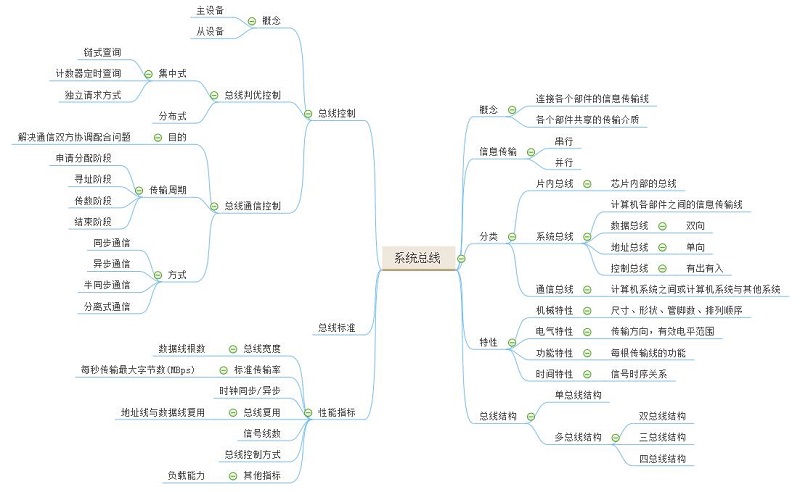 系统总线
概念
连接各个部件的信息传输线
各个部件共享的传输介质
信息传输
串行
并行
分类
片内总线
芯片内部的总线
系统总线
计算机各部件之间的信息传输线
数据总线
双向
地址总线
单向
控制总线
有出有入
通信总线
计算机系统之间或计算机系统与其他系统
特性
机械特性
尺寸、形状、管脚数、排列顺序
电气特性
传输方向，有效电平范围
功能特性
每根传输线的功能
时间特性
信号时序关系
总线结构
单总线结构
多总线结构
双总线结构
三总线结构
四总线结构
总线控制
概念
主设备
从设备
总线判优控制
集中式
链式查询
计数器定时查询
独立请求方式
分布式
总线通信控制
目的
解决通信双方协调配合问题
传输周期
申请分配阶段
寻址阶段
传数阶段
结束阶段
方式
同步通信
异步通信
半同步通信
分离式通信
总线标准
性能指标
总线宽度
数据线根数
标准传输率
每秒传输最大字节数(MBps)
时钟同步/异步
总线复用
地址线与数据线复用
信号线数
总线控制方式
其他指标
负载能力